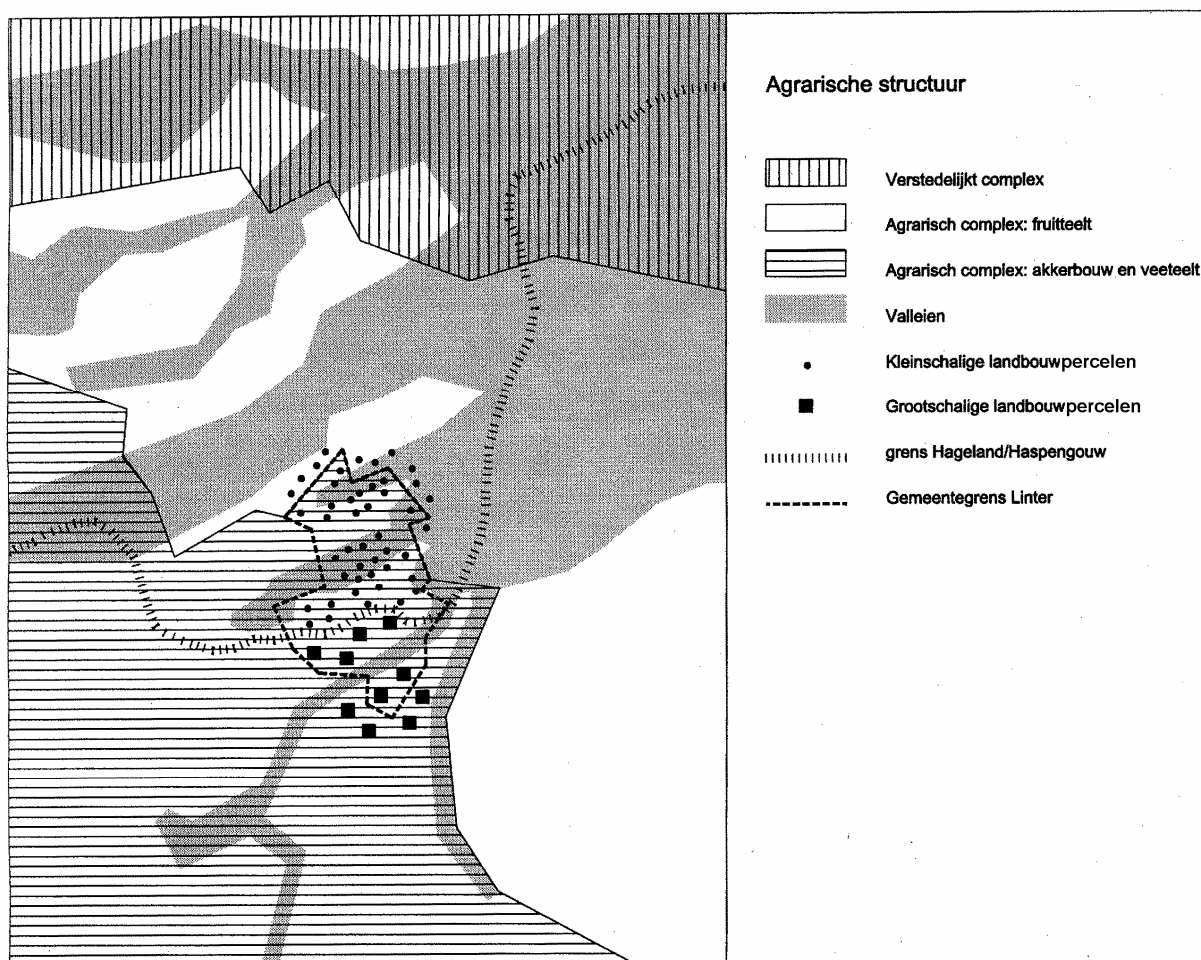 Agrarische structuur
Verstedelijkt complex
Agrarisch complex: fruitteelt
Agrarisch complex: akkerbouw en veeteelt
Valleien
Kleinschalige landbouwpercelen
Grootschalige landbouwpercelen
grens Hageland/Haspengouw
Gemeentegrens Linter